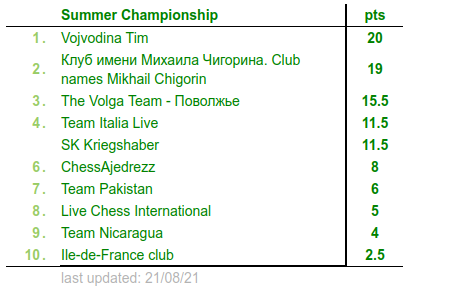 Summer Championship pts
1. Vojvodina Tim 20
2. Клуб имени Михаила Чигорина. Club names Mikhail Chigorin 19
3. The Volga Team - Поволжье 15.5
4. Team Italia Live 11.5
SK Kriegshaber 11.5
6. ChessAjedrezz 8
7. Team Pakistan 6
8. Live Chess International 5
9. Team Nicaragua 4
10. Ile-de-France club 2.5
last updated: 21/08/21